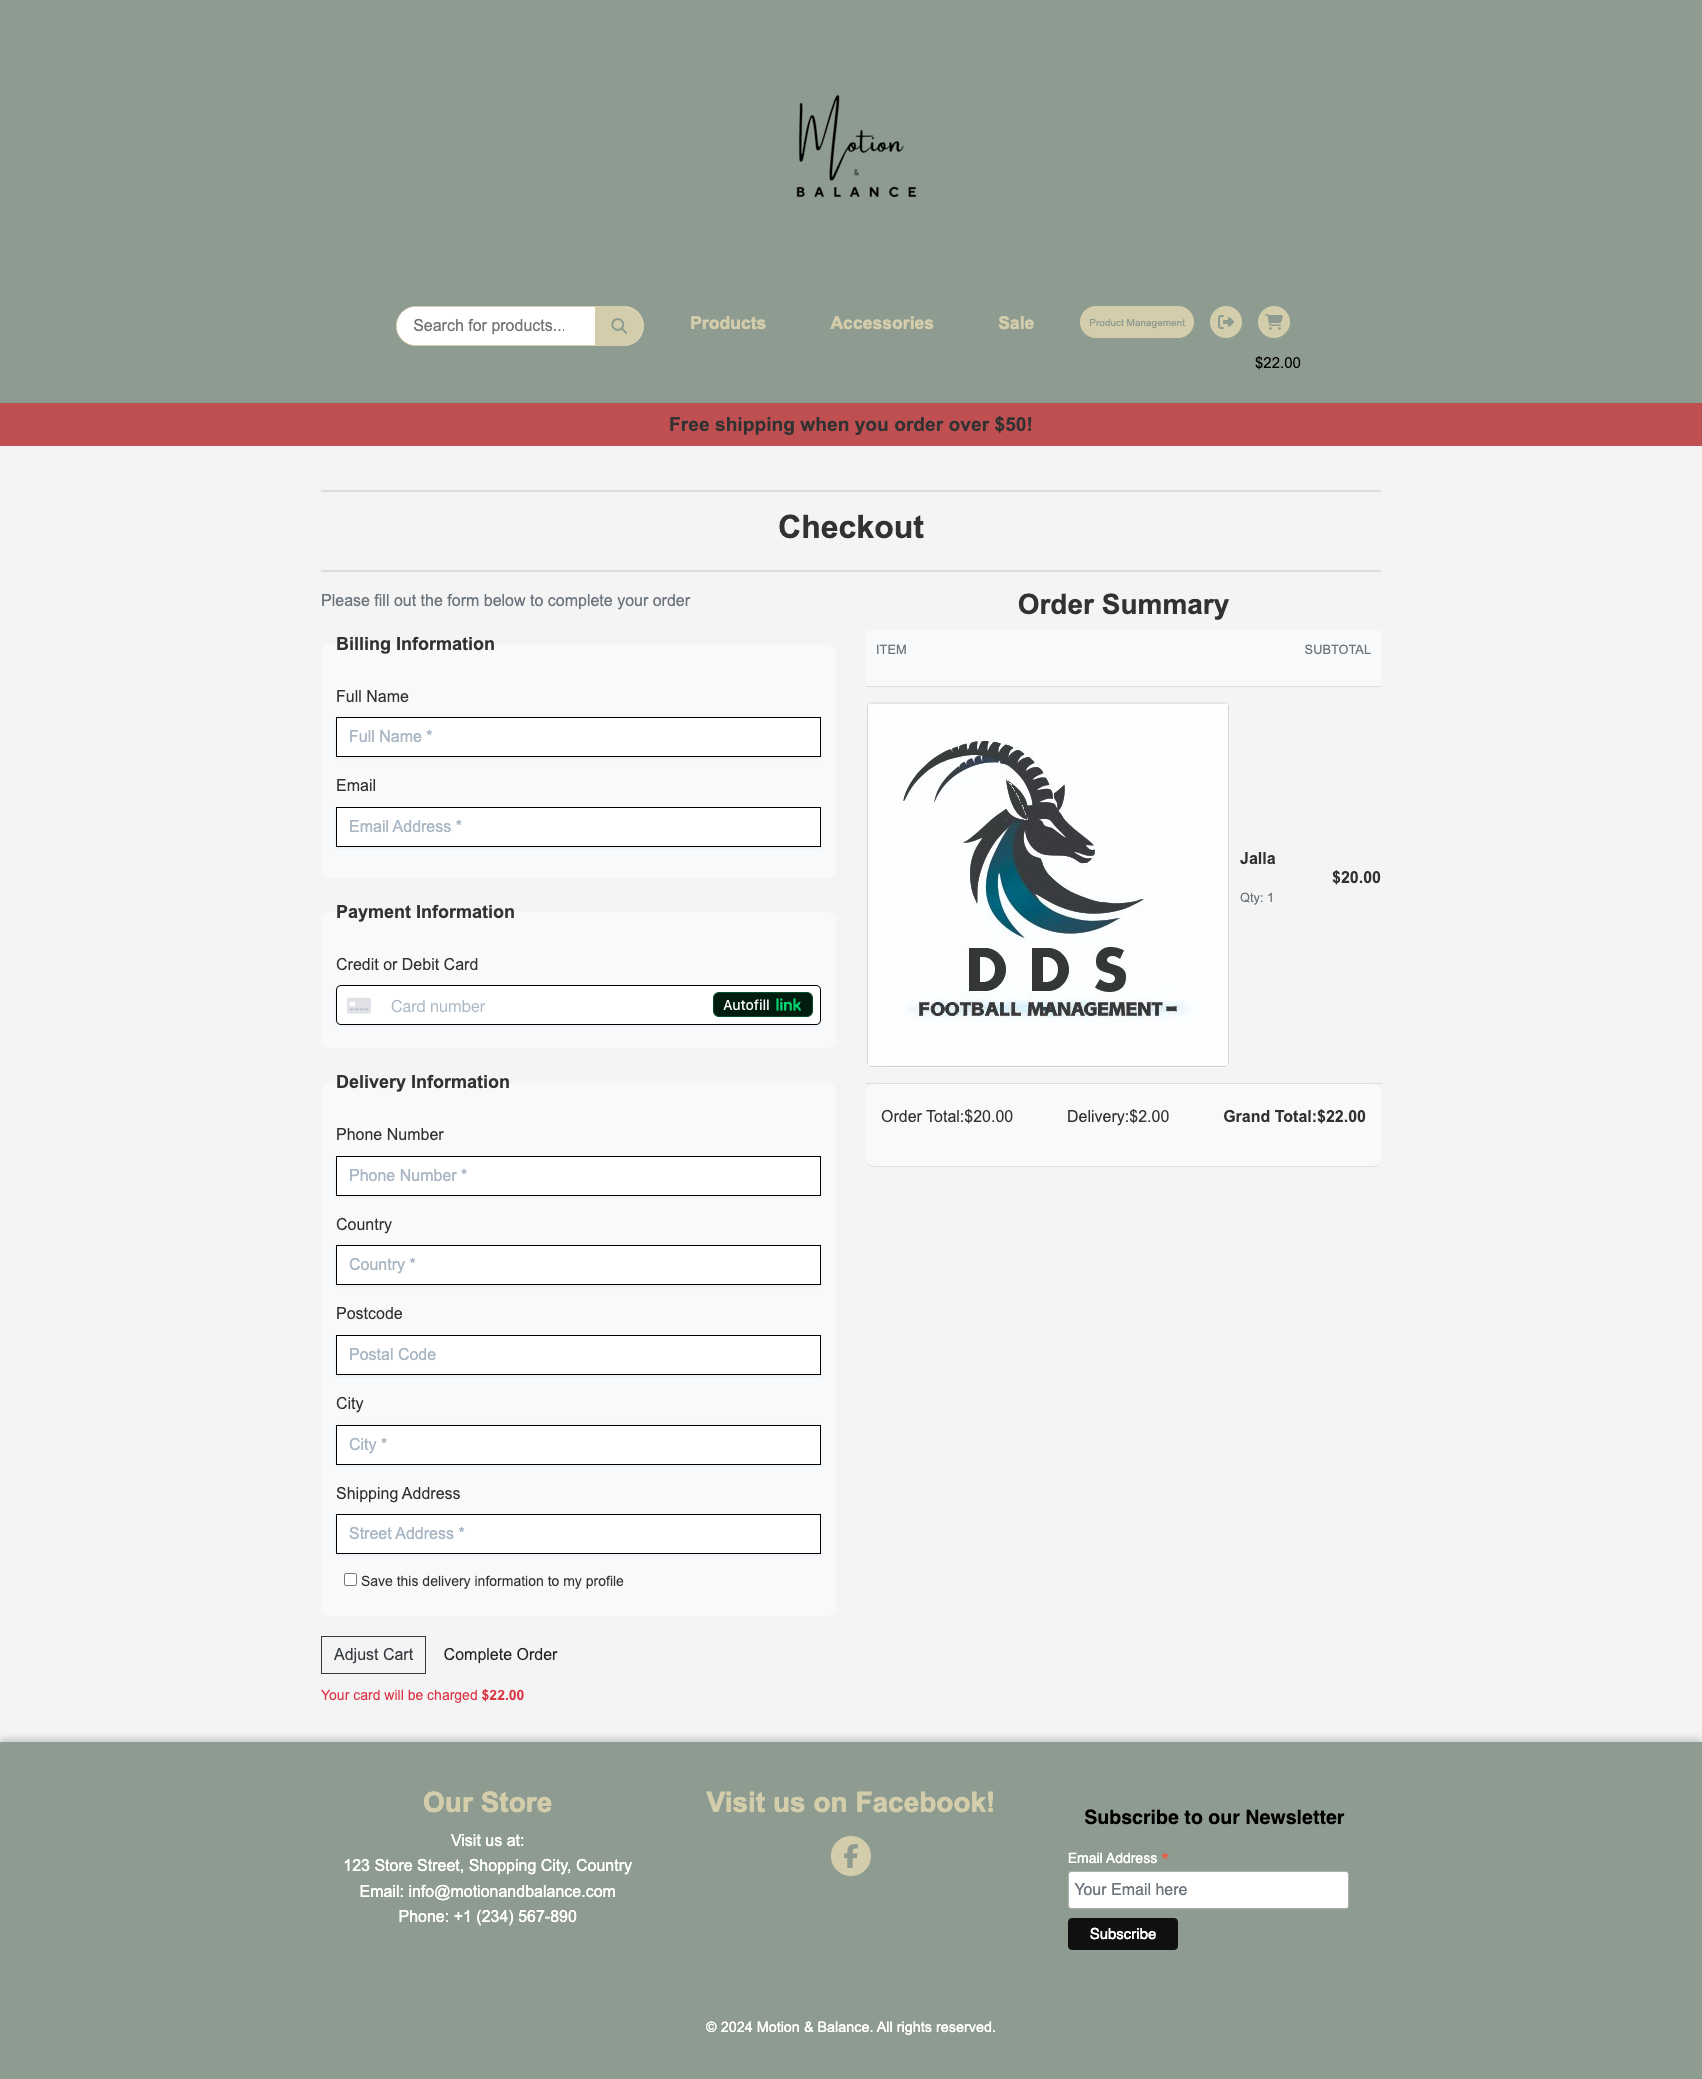 Motion
&
BALANCE
Search for products...
Products
Accessories
Sale
Product Management
$22.00
Free shipping when you order over $50!
Checkout
Please fill out the form below to complete your order
Billing Information
Full Name
Full Name *
Email
Email Address *
Payment Information
Credit or Debit Card
Card number
Autofill link
Delivery Information
Phone Number
Phone Number *
Country
Country *
Postcode
Postal Code
City
City *
Shipping Address
Street Address *
Save this delivery information to my profile
Adjust Cart
Complete Order
Your card will be charged $22.00
Order Summary
ITEM SUBTOTAL
DDS
FOOTBALL MANAGEMENT
Jalla
Qty: 1
$20.00
Order Total:$20.00
Delivery:$2.00
Grand Total:$22.00
Our Store
Visit us at:
123 Store Street, Shopping City, Country
Email: info@motionandbalance.com
Phone: +1 (234) 567-890
Visit us on Facebook!
Subscribe to our Newsletter
Email Address *
Your Email here
Subscribe
© 2024 Motion & Balance. All rights reserved.